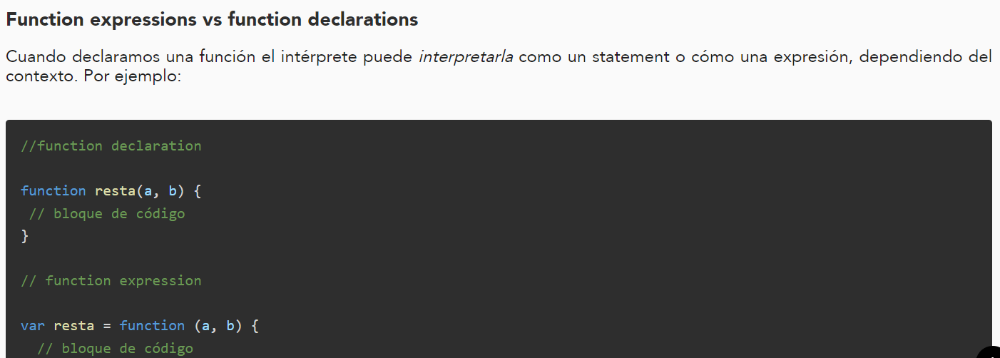 Function expressions vs function declarations
Cuando declaramos una función el intérprete puede interpretarla como un statement o cómo una expresión, dependiendo del
contexto. Por ejemplo:
//function declaration
function resta(a, b) {
// bloque de código
}
// function expression
var resta = function (a, b) {
// bloque de código